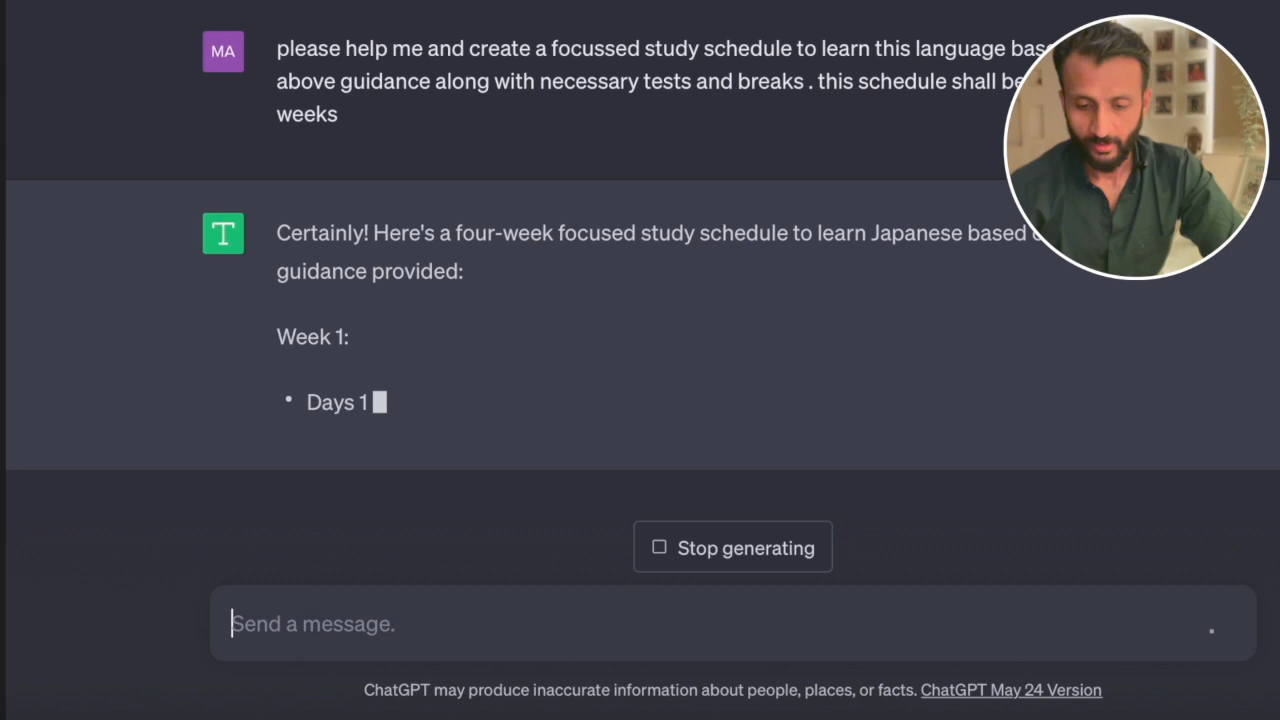 MA
please help me and create a focussed study schedule to learn this language
above guidance along with necessary tests and breaks . this schedule shall be
weeks
T
Certainly! Here's a four-week focused study schedule to learn Japanese based
guidance provided:
Week 1:
• Days 1
Stop generating
Send a message.
ChatGPT may produce inaccurate information about people, places, or facts. ChatGPT May 24 Version